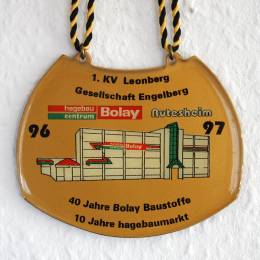 1. KV Leonberg
Gesellschaft Engelberg
hagebau centrum Bolay Rutesheim
96 97
40 Jahre Bolay Baustoffe
10 Jahre hagebaumarkt